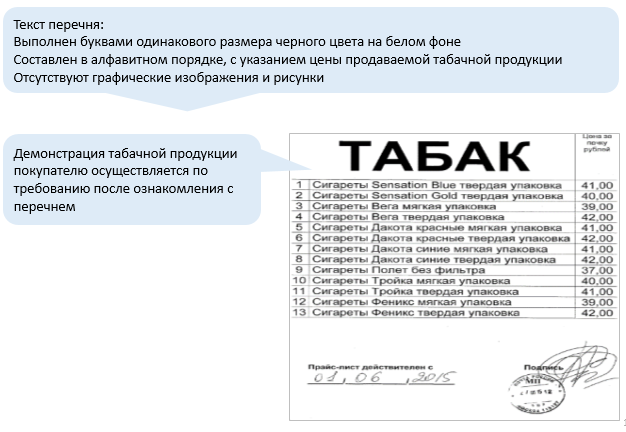 Текст перечня:
Выполнен буквами одинакового размера черного цвета на белом фоне
Составлен в алфавитном порядке, с указанием цены продаваемой табачной продукции
Отсутствуют графические изображения и рисунки
Демонстрация табачной продукции
покупателю осуществляется по
требованию после ознакомления с
перечнем
ТАБАК
Цена за
пачку
рублей
1 Сигареты Sensation Blue твердая упаковка 41,00
2 Сигареты Sensation Gold твердая упаковка 40,00
3 Сигареты Вега мягкая упаковка 39,00
4 Сигареты Вега твердая упаковка 42,00
5 Сигареты Дакота красные мягкая упаковка 41,00
6 Сигареты Дакота красные твердая упаковка 42,00
7 Сигареты Дакота синие мягкая упаковка 41,00
8 Сигареты Дакота синие твердая упаковка 42,00
9 Сигареты Полет без фильтра 37,00
10 Сигареты Тройка мягкая упаковка 40,00
11 Сигареты Тройка твердая упаковка 41,00
12 Сигареты Феникс мягкая упаковка 39,00
13 Сигареты Феникс твердая упаковка 42,00
Прайс-лист действителен с
01, 06, 2015
Подпись
МП